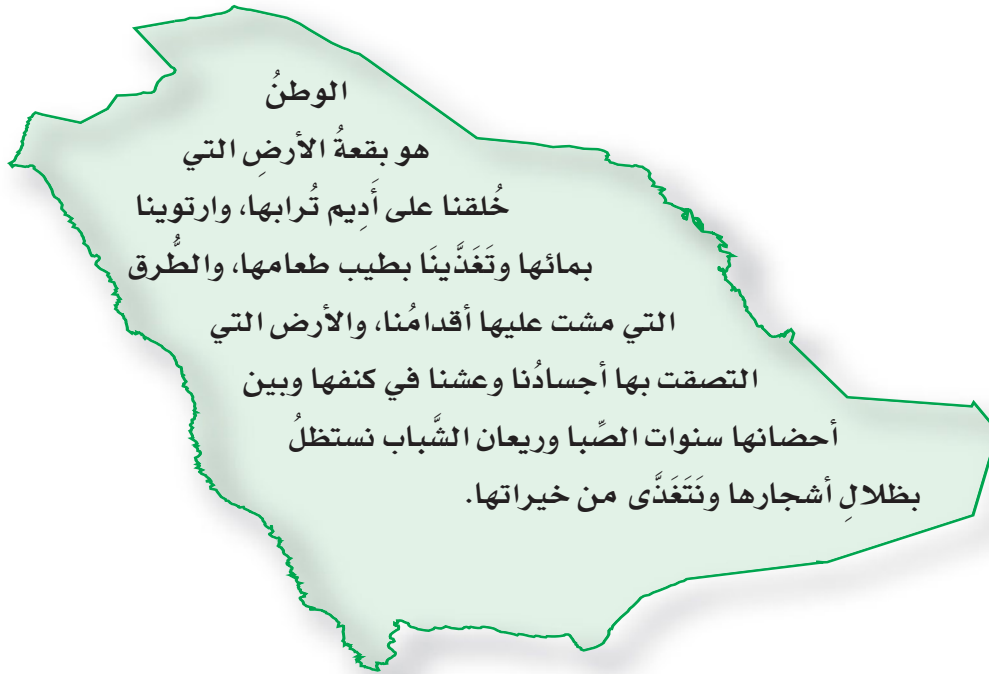 الوطنُ
هو بقعةُ الأرضِ التي
خُلقنا على أَدِيم تُرابها، وارتوينا
بمائها وتَغَذَّينَا بطيب طعامها، والطُّرق
التي مشت عليها أقدامُنا، والأرض التي
التصقت بها أجسادُنا وعشنا في كنفها وبين
أحضانها سنوات الصِّبا وريعان الشَّباب نستظلُ
بظلالِ أشجارها ونَتَغَذَّى من خيراتها.